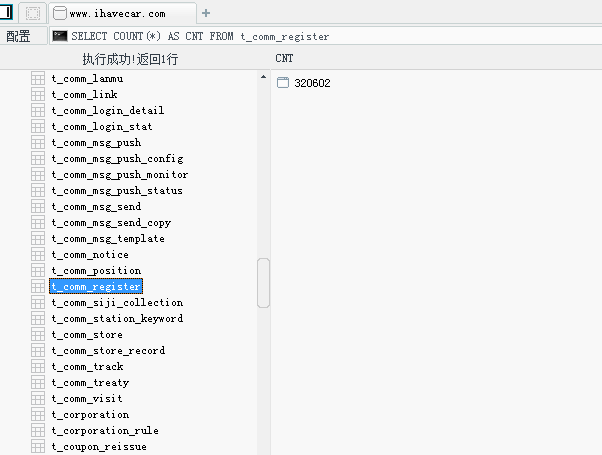 www.ihavecar.com
+
配置
SELECT COUNT(*) AS CNT FROM t_comm_register
执行成功!返回1行
CNT
t_comm_lanmu
320602
t_comm_link
t_comm_login_detail
t_comm_login_stat
t_comm_msg_push
t_comm_msg_push_config
t_comm_msg_push_monitor
t_comm_msg_push_status
t_comm_msg_send
t_comm_msg_send_copy
t_comm_msg_template
t_comm_notice
t_comm_position
t_comm_register
t_comm_siji_collection
t_comm_station_keyword
t_comm_store
t_comm_store_record
t_comm_track
t_comm_treaty
t_comm_visit
t_corporation
t_corporation_rule
t_coupon_reissue